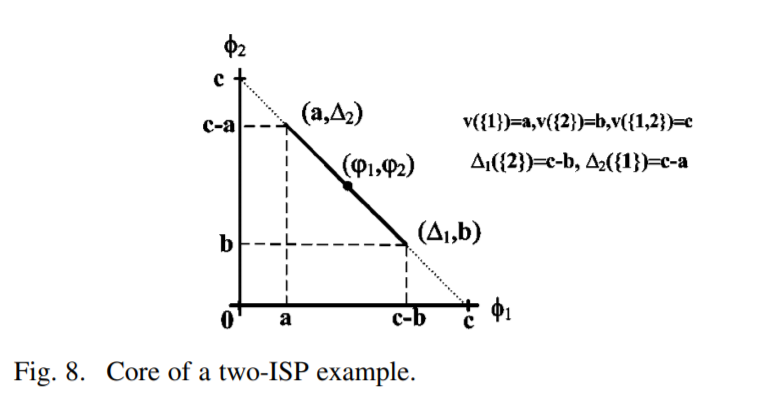 ϕ₂
c
c-a
(a,Δ₂)
v({1})=a,v({2})=b,v({1,2})=c
(φ₁,φ₂)
Δ₁({2})=c-b, Δ₂({1})=c-a
b
(Δ₁,b)
0
a
c-b
c
ϕ₁
Fig. 8. Core of a two-ISP example.